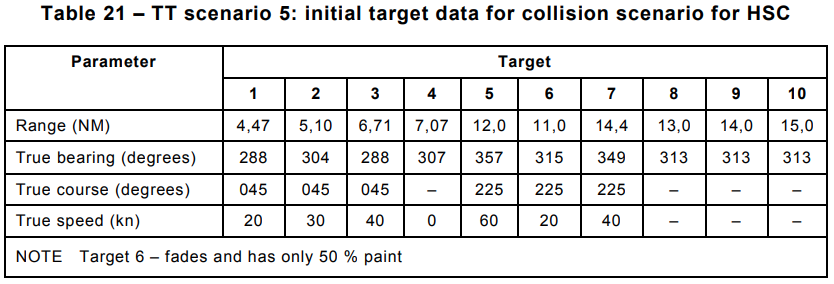 Table 21 – TT scenario 5: initial target data for collision scenario for HSC
Parameter Target
1 2 3 4 5 6 7 8 9 10
Range (NM) 4,47 5,10 6,71 7,07 12,0 11,0 14,4 13,0 14,0 15,0
True bearing (degrees) 288 304 288 307 357 315 349 313 313 313
True course (degrees) 045 045 045 – 225 225 225 – – –
True speed (kn) 20 30 40 0 60 20 40 – – –
NOTE Target 6 – fades and has only 50 % paint